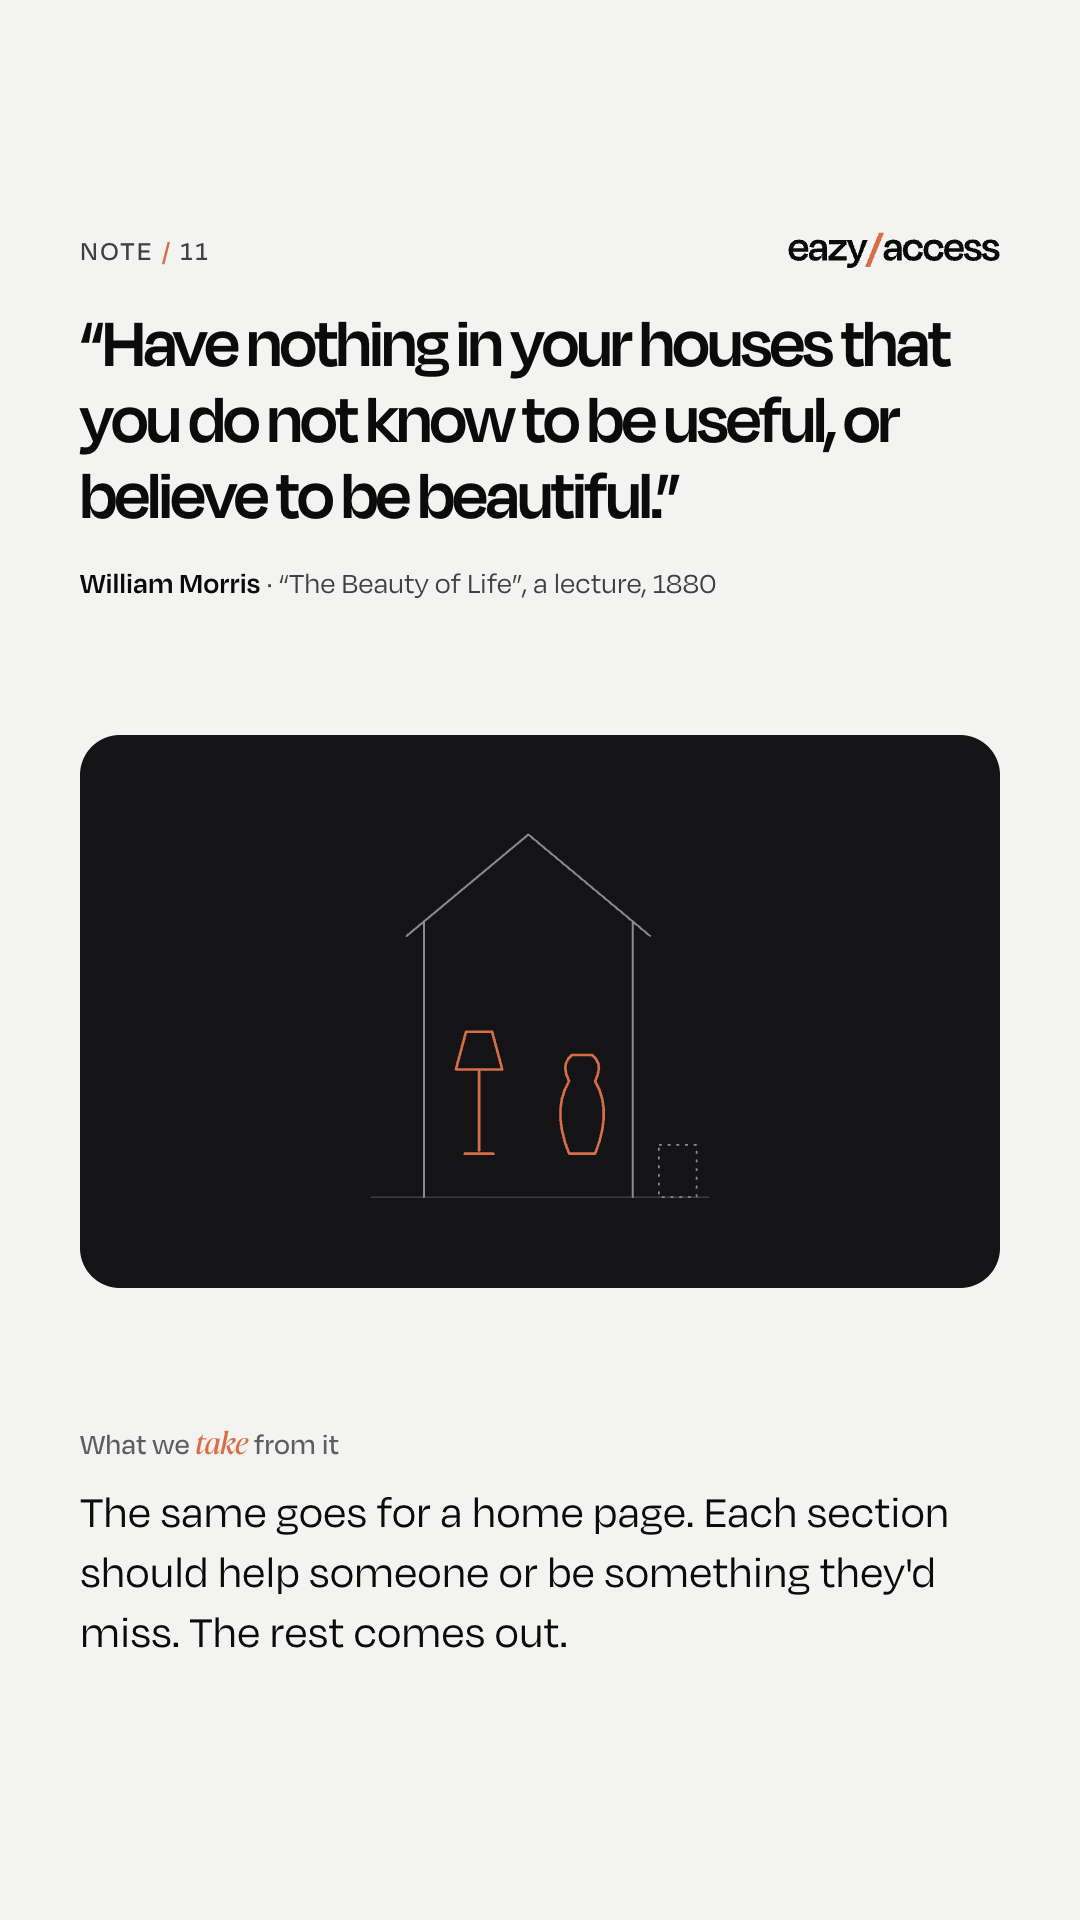 NOTE / 11
eazy/access
“Have nothing in your houses that
you do not know to be useful, or
believe to be beautiful.”
William Morris · “The Beauty of Life”, a lecture, 1880
What we take from it
The same goes for a home page. Each section
should help someone or be something they'd
miss. The rest comes out.